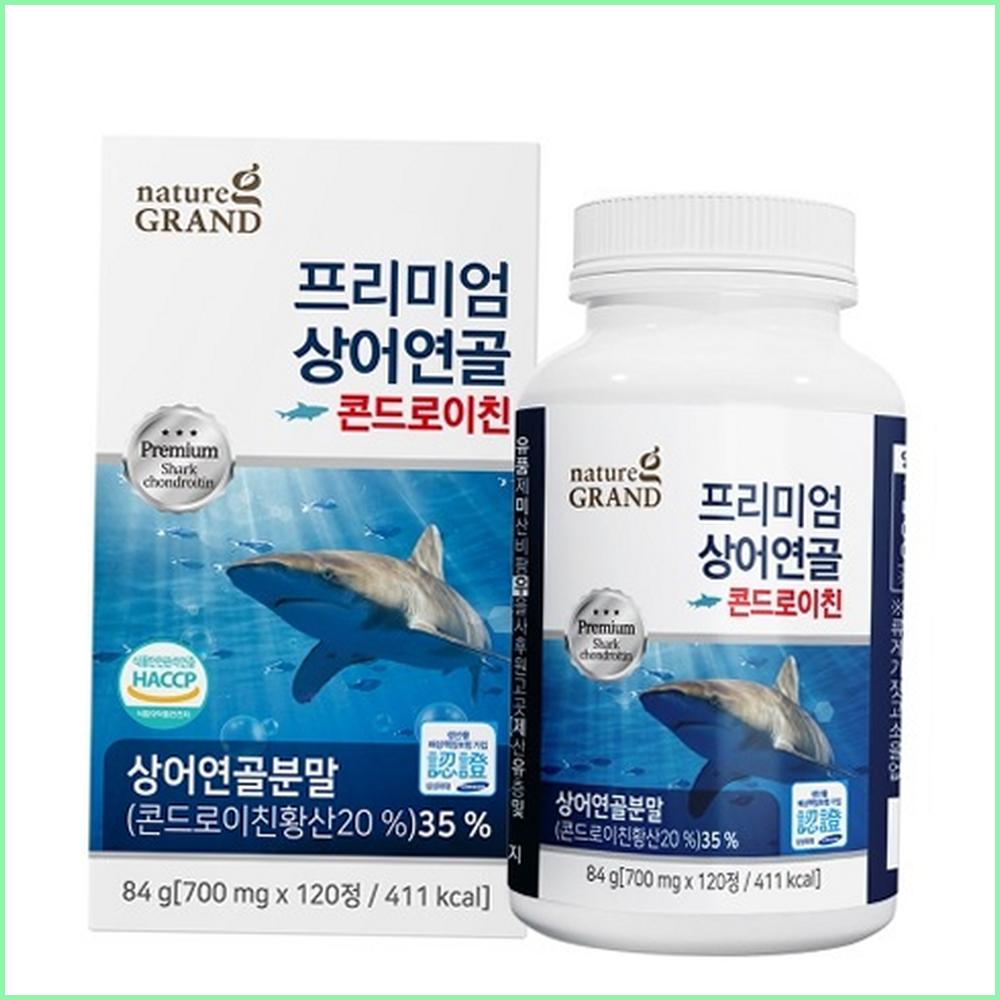 nature
GRAND
프리미엄
상어연골
콘드로이친
Premium
Shark
chondroitin
HACCP
상어연골분말
(콘드로이친황산20 %)35 %
認證
84 g[700 mg x 120정 / 411 kcal]
nature
GRAND
프리미엄
상어연골
콘드로이친
Premium
Shark
chondroitin
상어연골분말
(콘드로이친황산20 %)35 %
認證
84 g[700 mg x 120정 / 411 kcal]